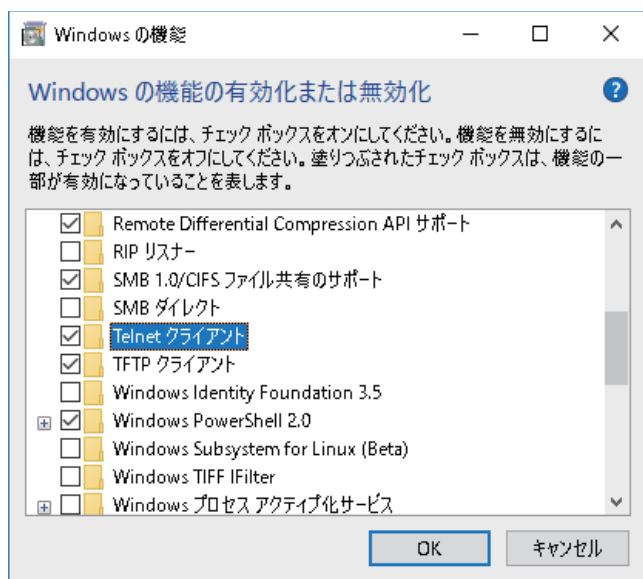 Windows の機能
Windows の機能の有効化または無効化
機能を有効にするには、チェック ボックスをオンにしてください。機能を無効にするに
は、チェック ボックスをオフにしてください。塗りつぶされたチェック ボックスは、機能の一
部が有効になっていることを表します。
Remote Differential Compression API サポート
RIP リスナー
SMB 1.0/CIFS ファイル共有のサポート
SMB ダイレクト
Telnet クライアント
TFTP クライアント
Windows Identity Foundation 3.5
Windows PowerShell 2.0
Windows Subsystem for Linux (Beta)
Windows TIFF IFilter
Windows プロセス アクティブ化サービス
OK キャンセル